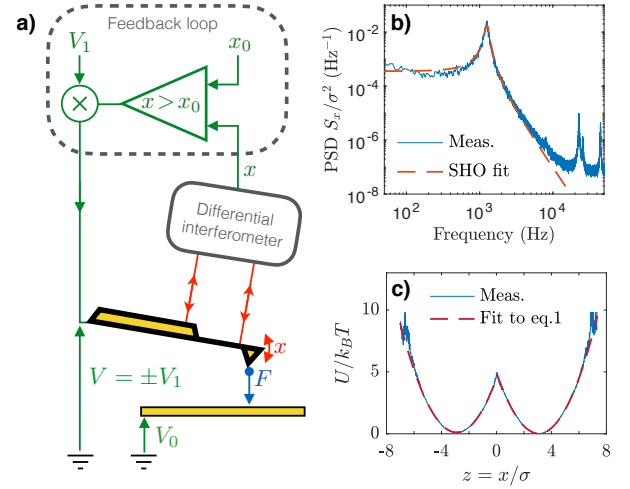 a)
Feedback loop
V₁
x₀
×
x > x₀
x
Differential
interferometer
x
F
V = ±V₁
V₀
b)
PSD Sₓ/σ² (Hz⁻¹)
10⁻²
10⁻⁴
10⁻⁶
10⁻⁸
Meas.
SHO fit
10² 10³ 10⁴
Frequency (Hz)
c)
U/k_BT
10
5
0
Meas.
Fit to eq.1
-8 -4 0 4 8
z = x/σ